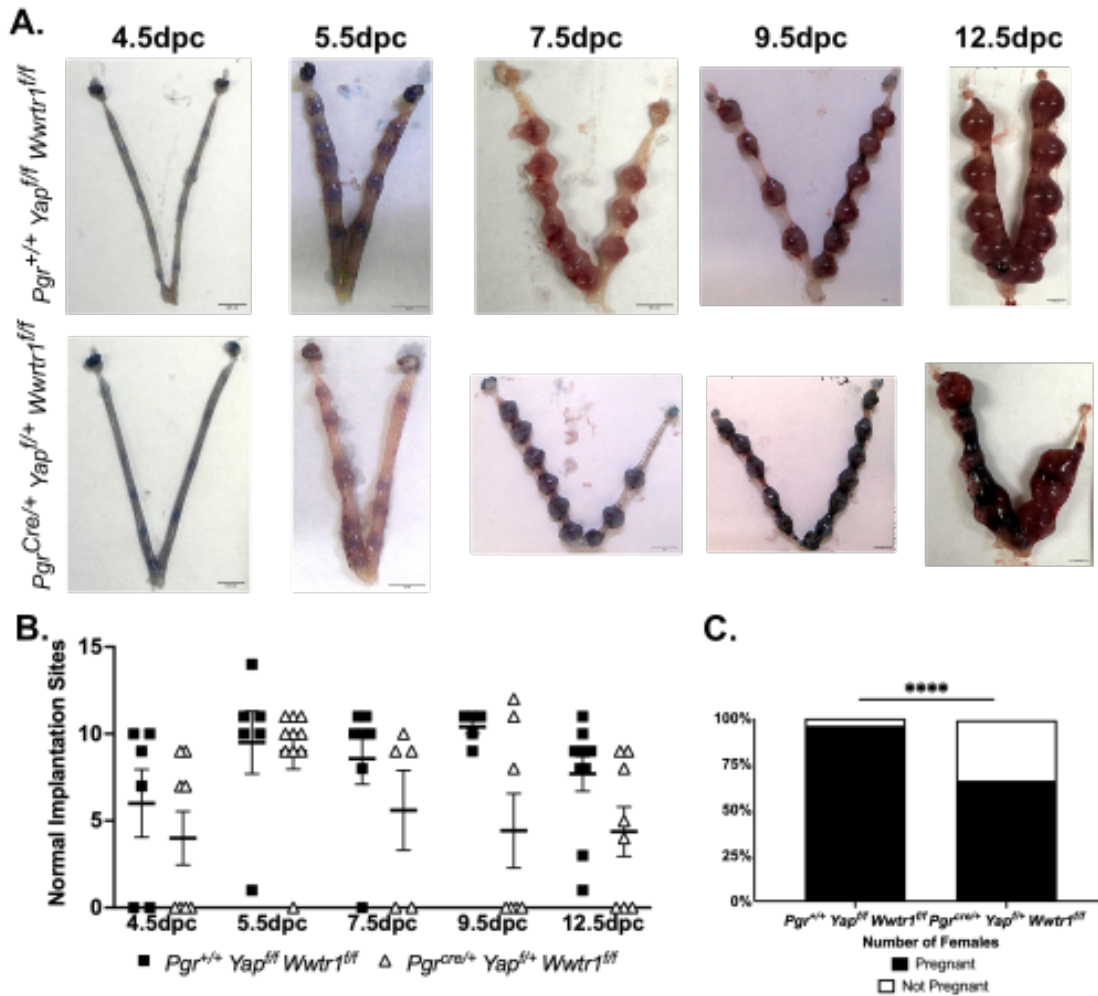 A.
4.5dpc 5.5dpc 7.5dpc 9.5dpc 12.5dpc
Pgr+/+ Yapf/f Wwtr1f/f
PgrCre/+ Yapf/+ Wwtr1f/f
B.
Normal Implantation Sites
15
10
5
0
4.5dpc 5.5dpc 7.5dpc 9.5dpc 12.5dpc
Pgr+/+ Yapf/f Wwtr1f/f Pgrcre/+ Yapf/+ Wwtr1f/f
C.
****
100%
75%
50%
25%
0%
Pgr+/+ Yapf/f Wwtr1f/f Pgrcre/+ Yapf/+ Wwtr1f/f
Number of Females
Pregnant
Not Pregnant